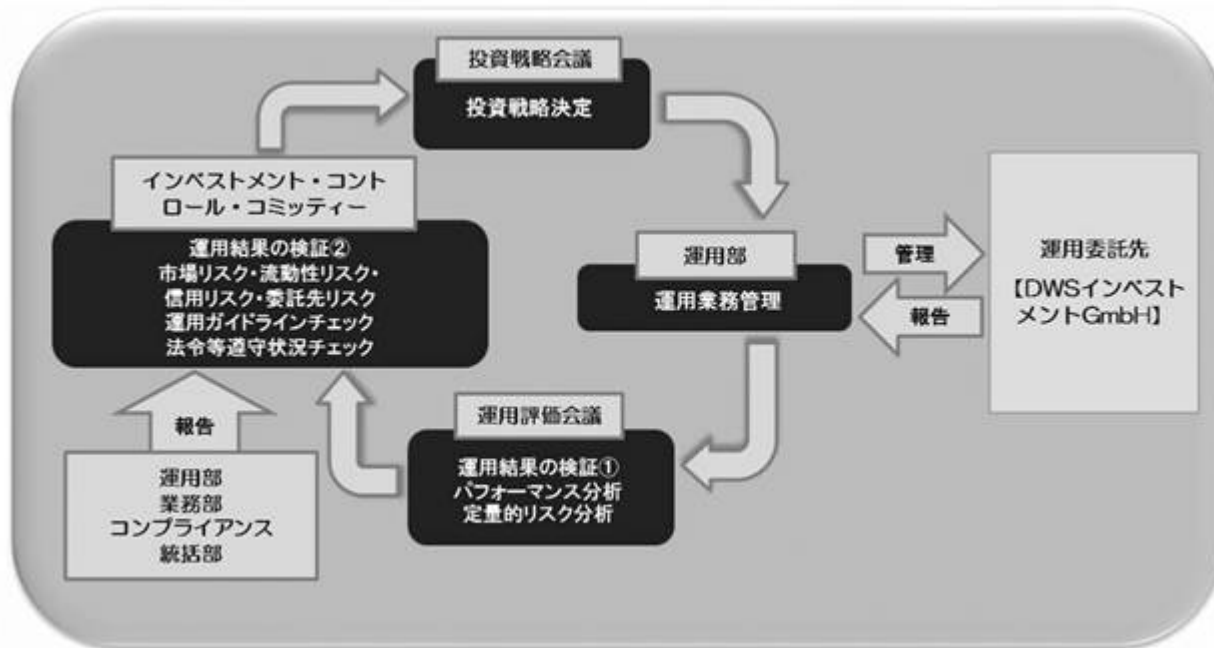 投資戦略会議
投資戦略決定
インベストメント・コント
ロール・コミッティー
運用結果の検証②
市場リスク・流動性リスク・
信用リスク・委託先リスク
運用ガイドラインチェック
法令等遵守状況チェック
運用部
運用業務管理
管理
報告
運用委託先
【DWSインベスト
メントGmbH】
運用評価会議
運用結果の検証①
パフォーマンス分析
定量的リスク分析
報告
運用部
業務部
コンプライアンス
統括部